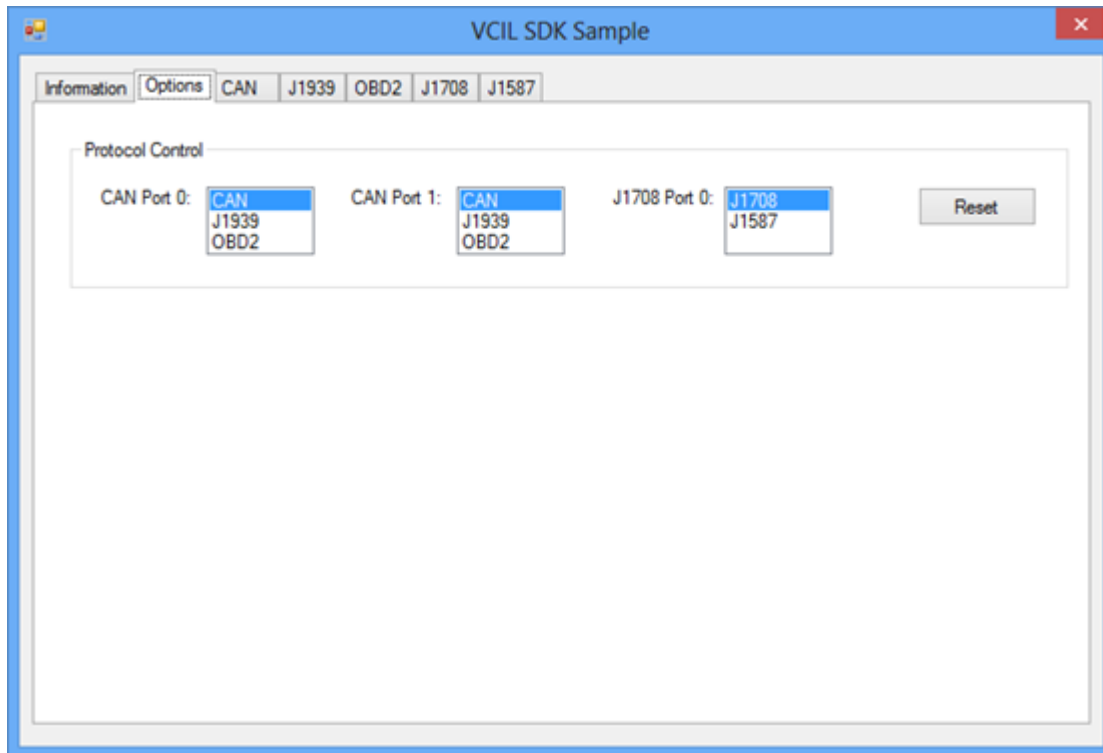 VCIL SDK Sample
Information Options CAN J1939 OBD2 J1708 J1587
Protocol Control
CAN Port 0: CAN CAN Port 1: CAN J1708 Port 0: J1708 Reset
J1939 J1939 J1587
OBD2 OBD2